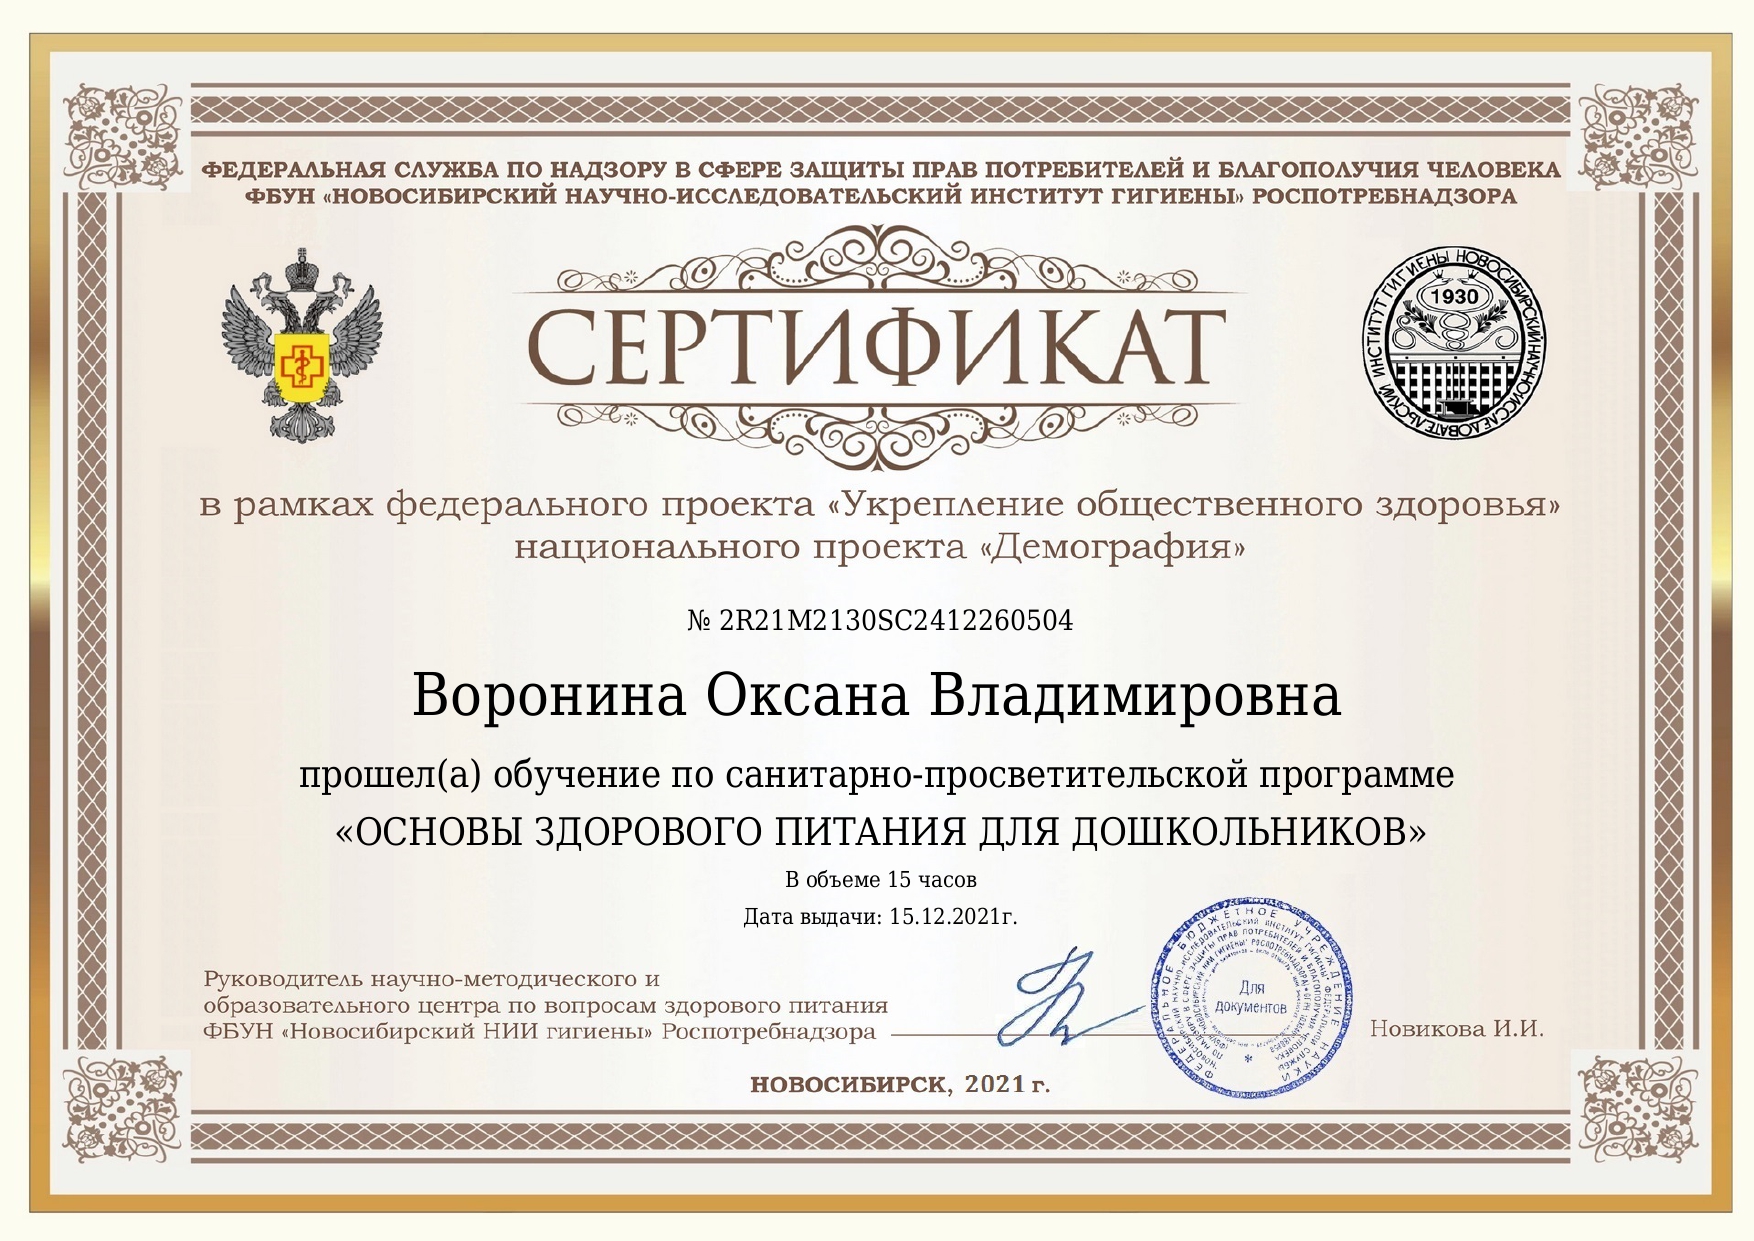 ФЕДЕРАЛЬНАЯ СЛУЖБА ПО НАДЗОРУ В СФЕРЕ ЗАЩИТЫ ПРАВ ПОТРЕБИТЕЛЕЙ И БЛАГОПОЛУЧИЯ ЧЕЛОВЕКА
ФБУН «НОВОСИБИРСКИЙ НАУЧНО-ИССЛЕДОВАТЕЛЬСКИЙ ИНСТИТУТ ГИГИЕНЫ» РОСПОТРЕБНАДЗОРА
СЕРТИФИКАТ
НОВОСИБИРСКИЙ НАУЧНО-ИССЛЕДОВАТЕЛЬСКИЙ ИНСТИТУТ ГИГИЕНЫ
1930
в рамках федерального проекта «Укрепление общественного здоровья»
национального проекта «Демография»
№ 2R21M2130SC2412260504
Воронина Оксана Владимировна
прошел(а) обучение по санитарно-просветительской программе
«ОСНОВЫ ЗДОРОВОГО ПИТАНИЯ ДЛЯ ДОШКОЛЬНИКОВ»
В объеме 15 часов
Дата выдачи: 15.12.2021г.
Руководитель научно-методического и
образовательного центра по вопросам здорового питания
ФБУН «Новосибирский НИИ гигиены» Роспотребнадзора
ФЕДЕРАЛЬНОЕ БЮДЖЕТНОЕ УЧРЕЖДЕНИЕ НАУКИ
Для
документов
Новикова И.И.
НОВОСИБИРСК, 2021 г.